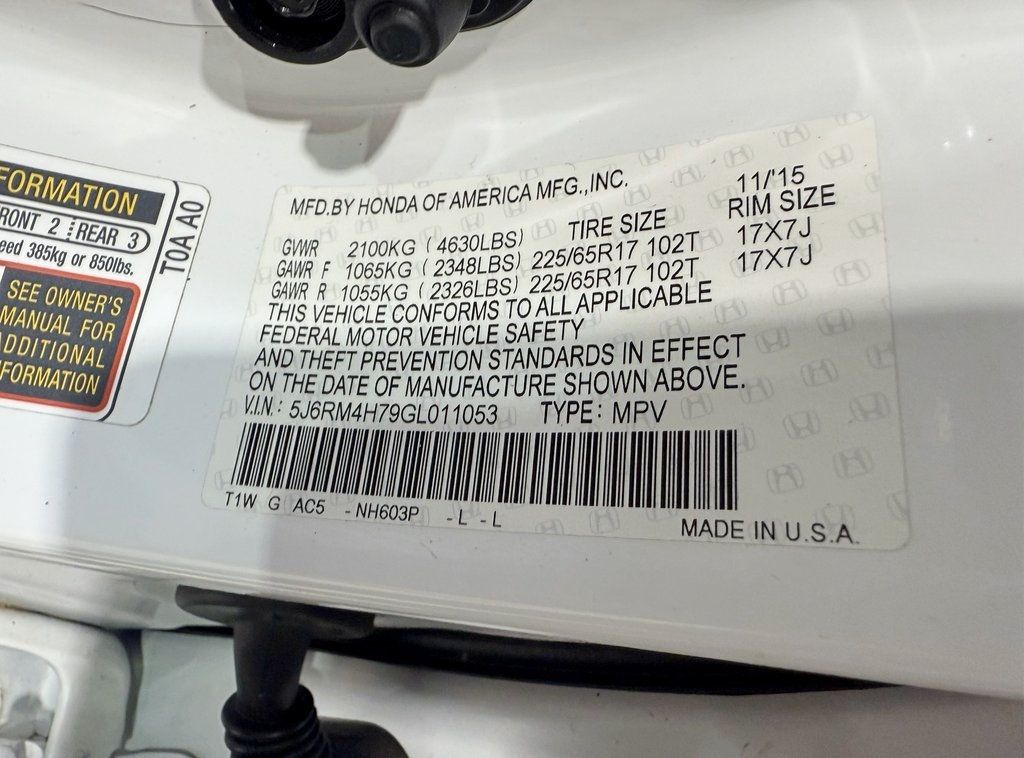 FORMATION
RONT 2 REAR 3
eed 385kg or 850lbs.
SEE OWNER'S
MANUAL FOR
ADDITIONAL
FORMATION
T0A A0
MFD.BY HONDA OF AMERICA MFG.,INC. 11/'15
GVWR 2100KG (4630LBS) TIRE SIZE RIM SIZE
GAWR F 1065KG (2348LBS) 225/65R17 102T 17X7J
GAWR R 1055KG (2326LBS) 225/65R17 102T 17X7J
THIS VEHICLE CONFORMS TO ALL APPLICABLE
FEDERAL MOTOR VEHICLE SAFETY
AND THEFT PREVENTION STANDARDS IN EFFECT
ON THE DATE OF MANUFACTURE SHOWN ABOVE.
V.I.N.: 5J6RM4H79GL011053 TYPE: MPV
T1W G AC5 -NH603P -L -L
MADE IN U.S.A.